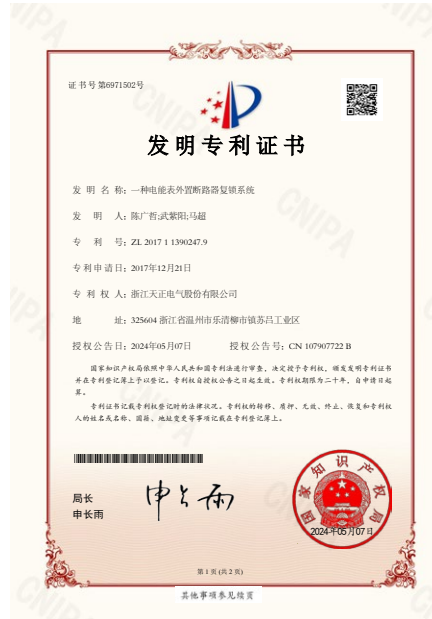 证书号第6971502号
发明专利证书
发 明 名 称：一种电能表外置断路器复锁系统
发 明 人：陈广哲;武紫阳;马超
专 利 号：ZL 2017 1 1390247.9
专利申请日：2017年12月21日
专 利 权 人：浙江天正电气股份有限公司
地 址：325604 浙江省温州市乐清柳市镇苏吕工业区
授权公告日：2024年05月07日 授权公告号：CN 107907722 B
国家知识产权局依照中华人民共和国专利法进行审查，决定授予专利权，颁发发明专利证书
并在专利登记簿上予以登记。专利权自授权公告之日起生效。专利权期限为二十年，自申请日起
算。
专利证书记载专利权登记时的法律状况。专利权的转移、质押、无效、终止、恢复和专利权
人的姓名或名称、国籍、地址变更等事项记载在专利登记簿上。
局长
申长雨
申长雨
国家知识产权局
2024年05月07日
第 1 页 (共 2 页)
其他事项参见续页
CNIPA